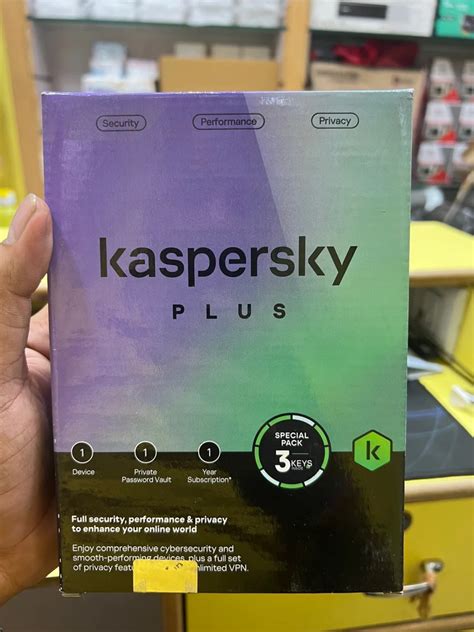 Security Performance Privacy
kaspersky
PLUS
SPECIAL
PACK
3 KEYS
INSIDE
k
1 1 1
Device Private Year
Password Vault Subscription*
Full security, performance & privacy
to enhance your online world
Enjoy comprehensive cybersecurity and
smooth-performing devices, plus a full set
of privacy unlimited VPN.